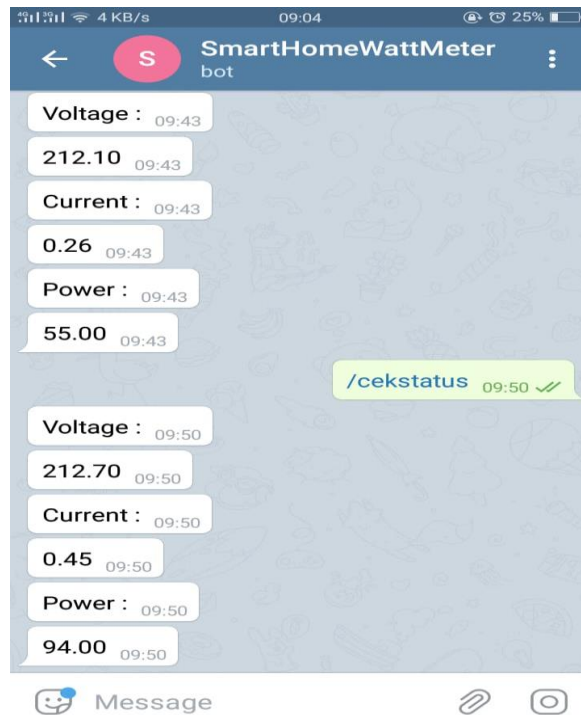 4G 3G 4 KB/s 09:04 25%
S SmartHomeWattMeter
bot
Voltage : 09:43
212.10 09:43
Current : 09:43
0.26 09:43
Power : 09:43
55.00 09:43
/cekstatus 09:50
Voltage : 09:50
212.70 09:50
Current : 09:50
0.45 09:50
Power : 09:50
94.00 09:50
Message